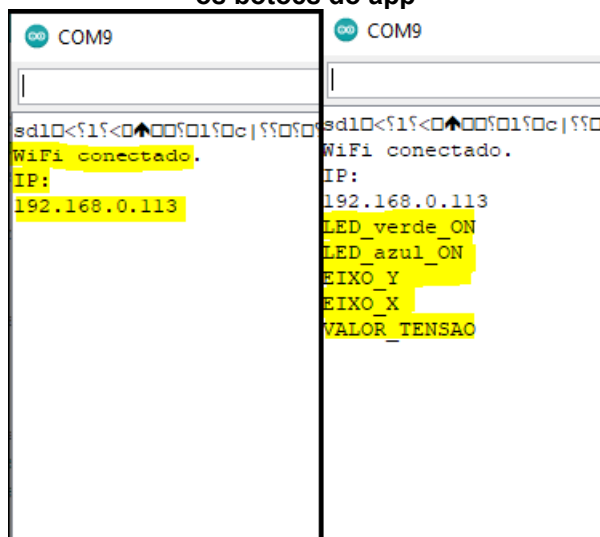 os botões do app
COM9
WiFi conectado.
IP:
192.168.0.113
COM9
WiFi conectado.
IP:
192.168.0.113
LED_verde_ON
LED_azul_ON
EIXO_Y
EIXO_X
VALOR_TENSAO